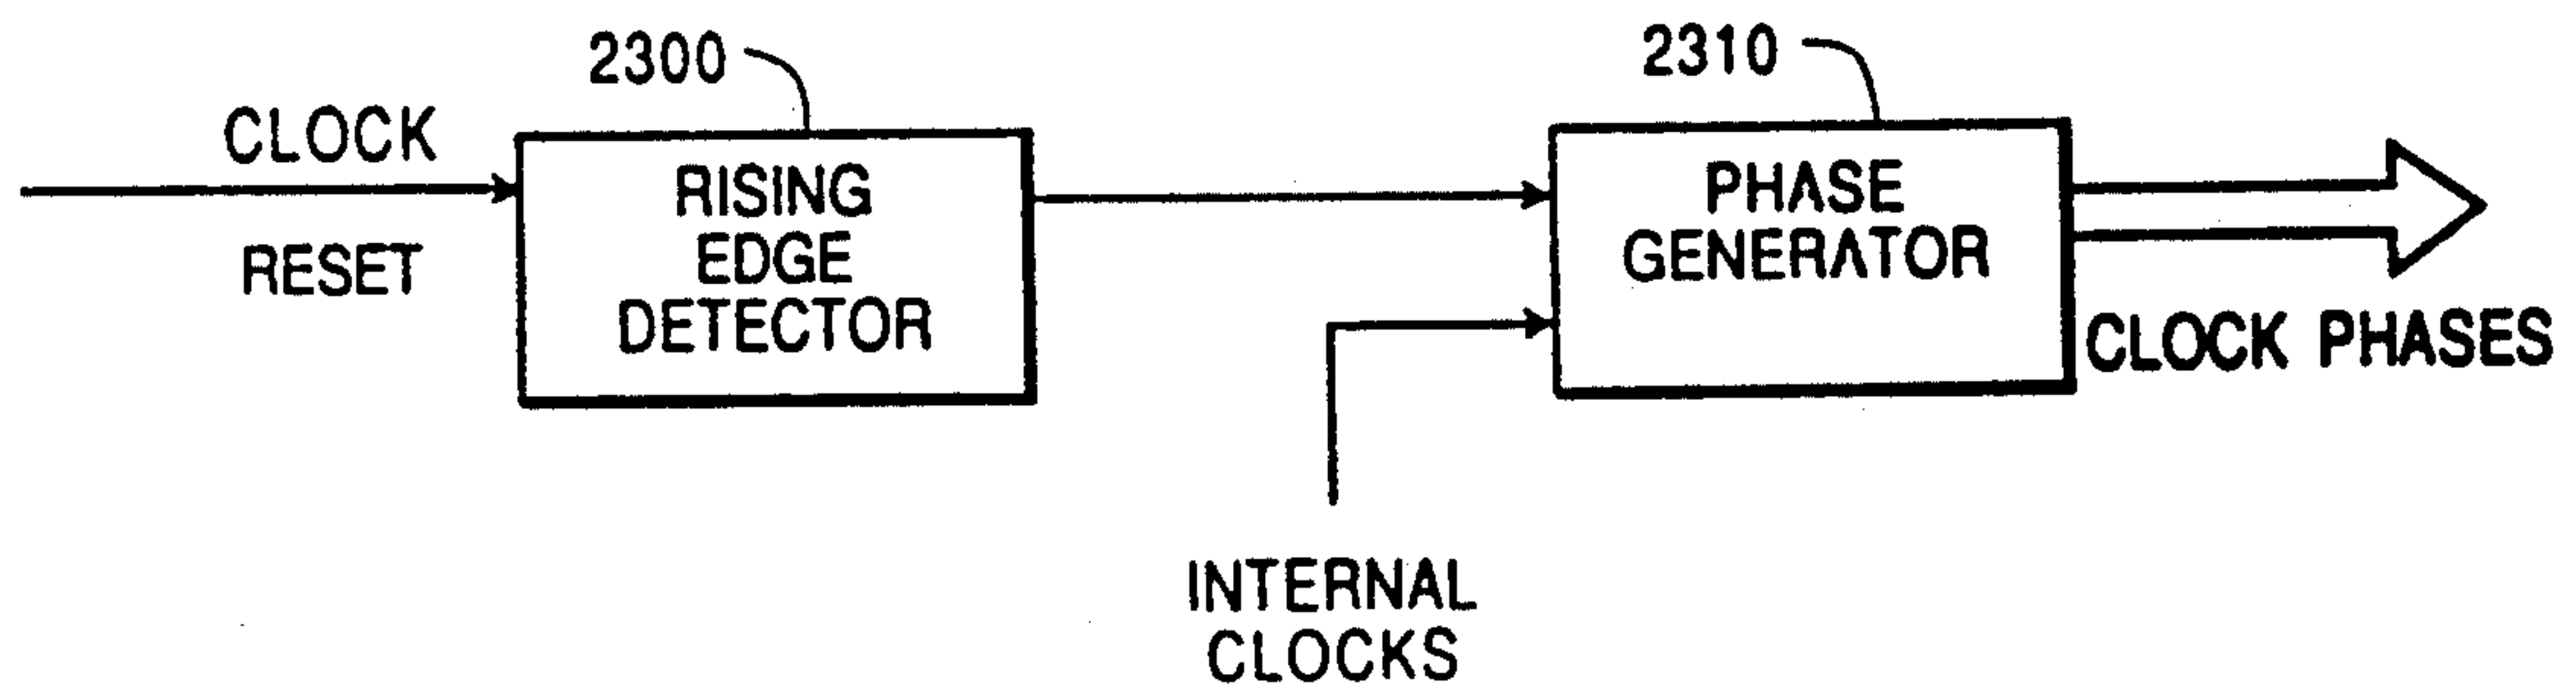 2300
2310
CLOCK
RESET
RISING
EDGE
DETECTOR
PHASE
GENERATOR
CLOCK PHASES
INTERNAL
CLOCKS